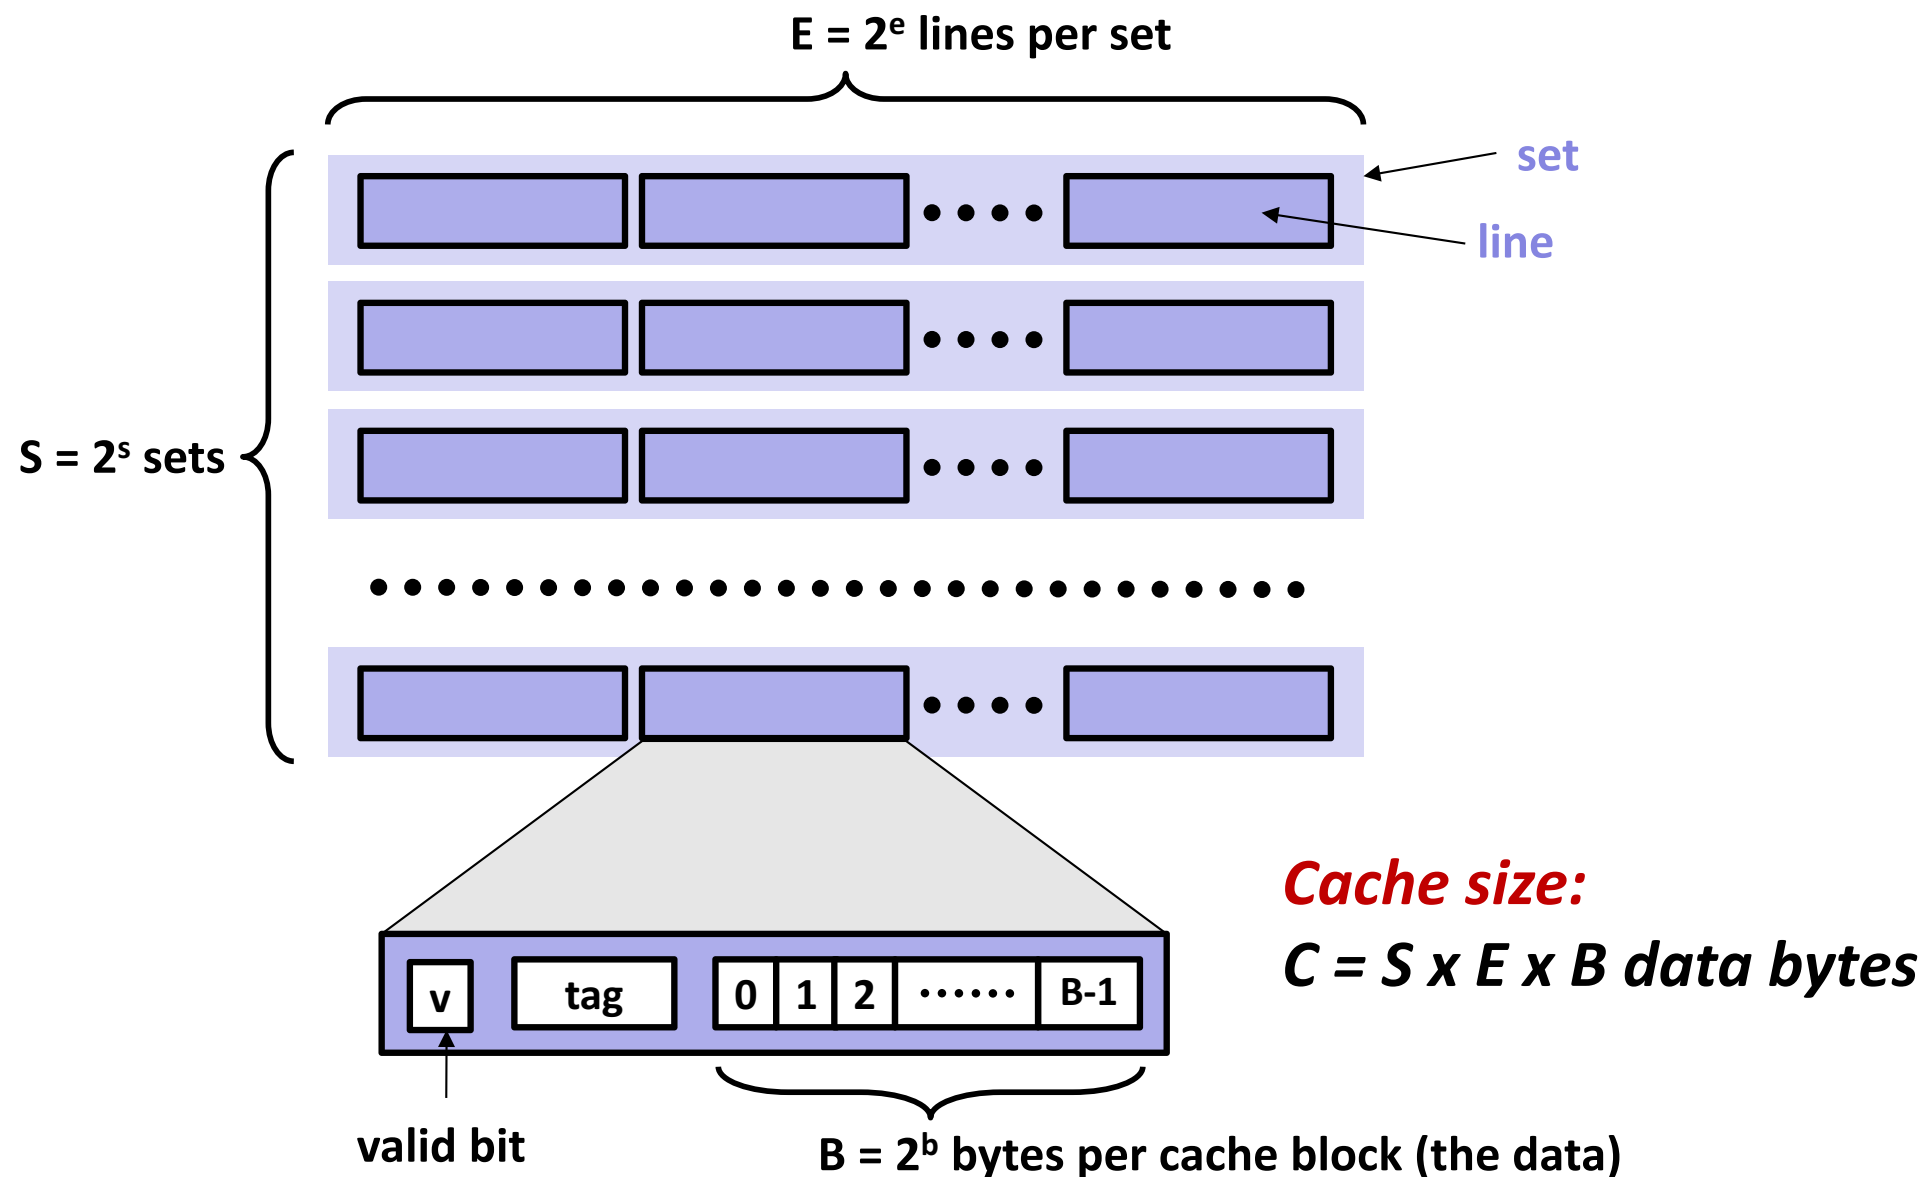 E = 2ᵉ lines per set
set
line
S = 2ˢ sets
Cache size:
C = S x E x B data bytes
v
tag
0
1
2
••••••
B-1
valid bit
B = 2ᵇ bytes per cache block (the data)